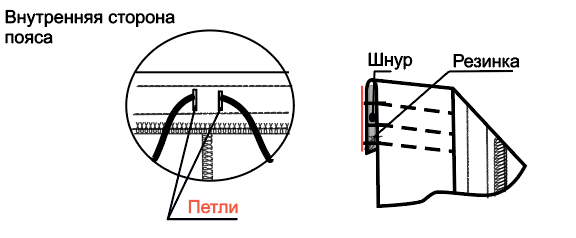 Внутренняя сторона
пояса
Шнур
Резинка
Петли